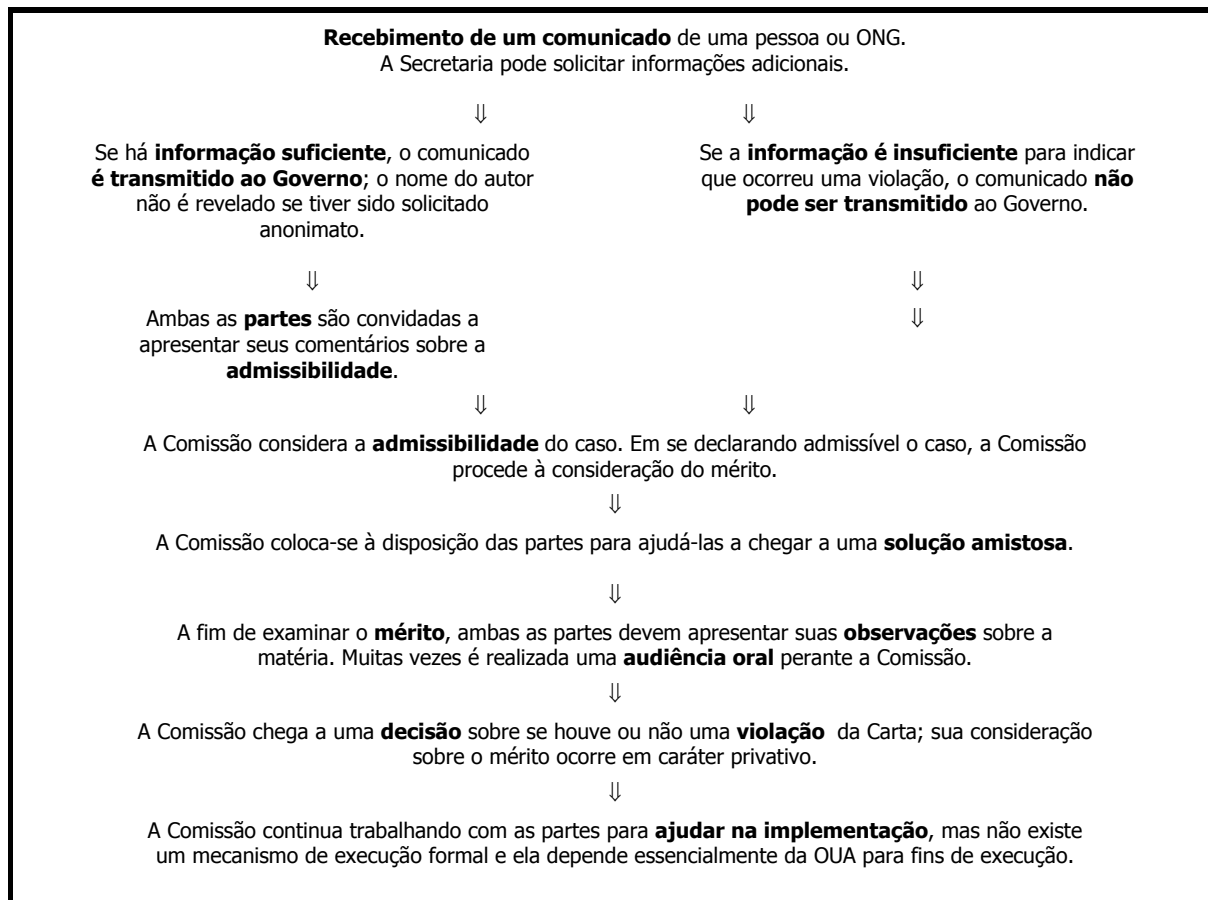 Recebimento de um comunicado de uma pessoa ou ONG.
A Secretaria pode solicitar informações adicionais.
⇓ ⇓
Se há informação suficiente, o comunicado
é transmitido ao Governo; o nome do autor
não é revelado se tiver sido solicitado
anonimato.
Se a informação é insuficiente para indicar
que ocorreu uma violação, o comunicado não
pode ser transmitido ao Governo.
⇓ ⇓
Ambas as partes são convidadas a
apresentar seus comentários sobre a
admissibilidade.
⇓
⇓ ⇓
A Comissão considera a admissibilidade do caso. Em se declarando admissível o caso, a Comissão
procede à consideração do mérito.
⇓
A Comissão coloca-se à disposição das partes para ajudá-las a chegar a uma solução amistosa.
⇓
A fim de examinar o mérito, ambas as partes devem apresentar suas observações sobre a
matéria. Muitas vezes é realizada uma audiência oral perante a Comissão.
⇓
A Comissão chega a uma decisão sobre se houve ou não uma violação da Carta; sua consideração
sobre o mérito ocorre em caráter privativo.
⇓
A Comissão continua trabalhando com as partes para ajudar na implementação, mas não existe
um mecanismo de execução formal e ela depende essencialmente da OUA para fins de execução.